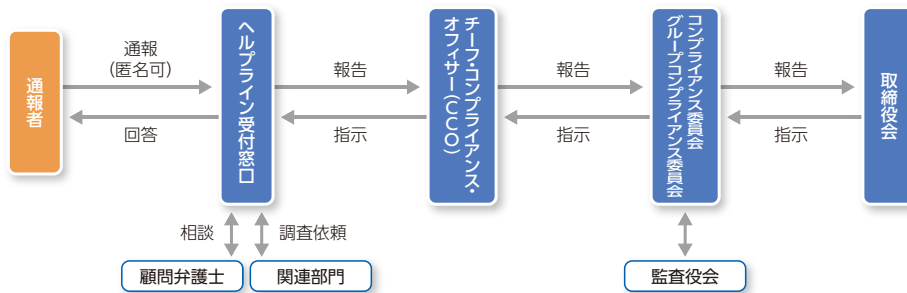 通報者
通報
(匿名可)
回答
ヘルプライン受付窓口
報告
指示
チーフ・コンプライアンス・
オフィサー(CCO)
報告
指示
コンプライアンス委員会
グループコンプライアンス委員会
報告
指示
取締役会
相談
調査依頼
顧問弁護士
関連部門
監査役会